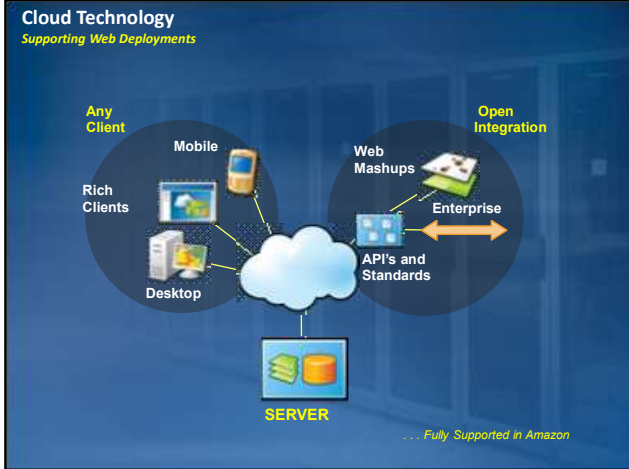 Cloud Technology
Supporting Web Deployments
Any
Client
Mobile
Rich
Clients
Desktop
Open
Integration
Web
Mashups
Enterprise
API's and
Standards
SERVER
. . . Fully Supported in Amazon